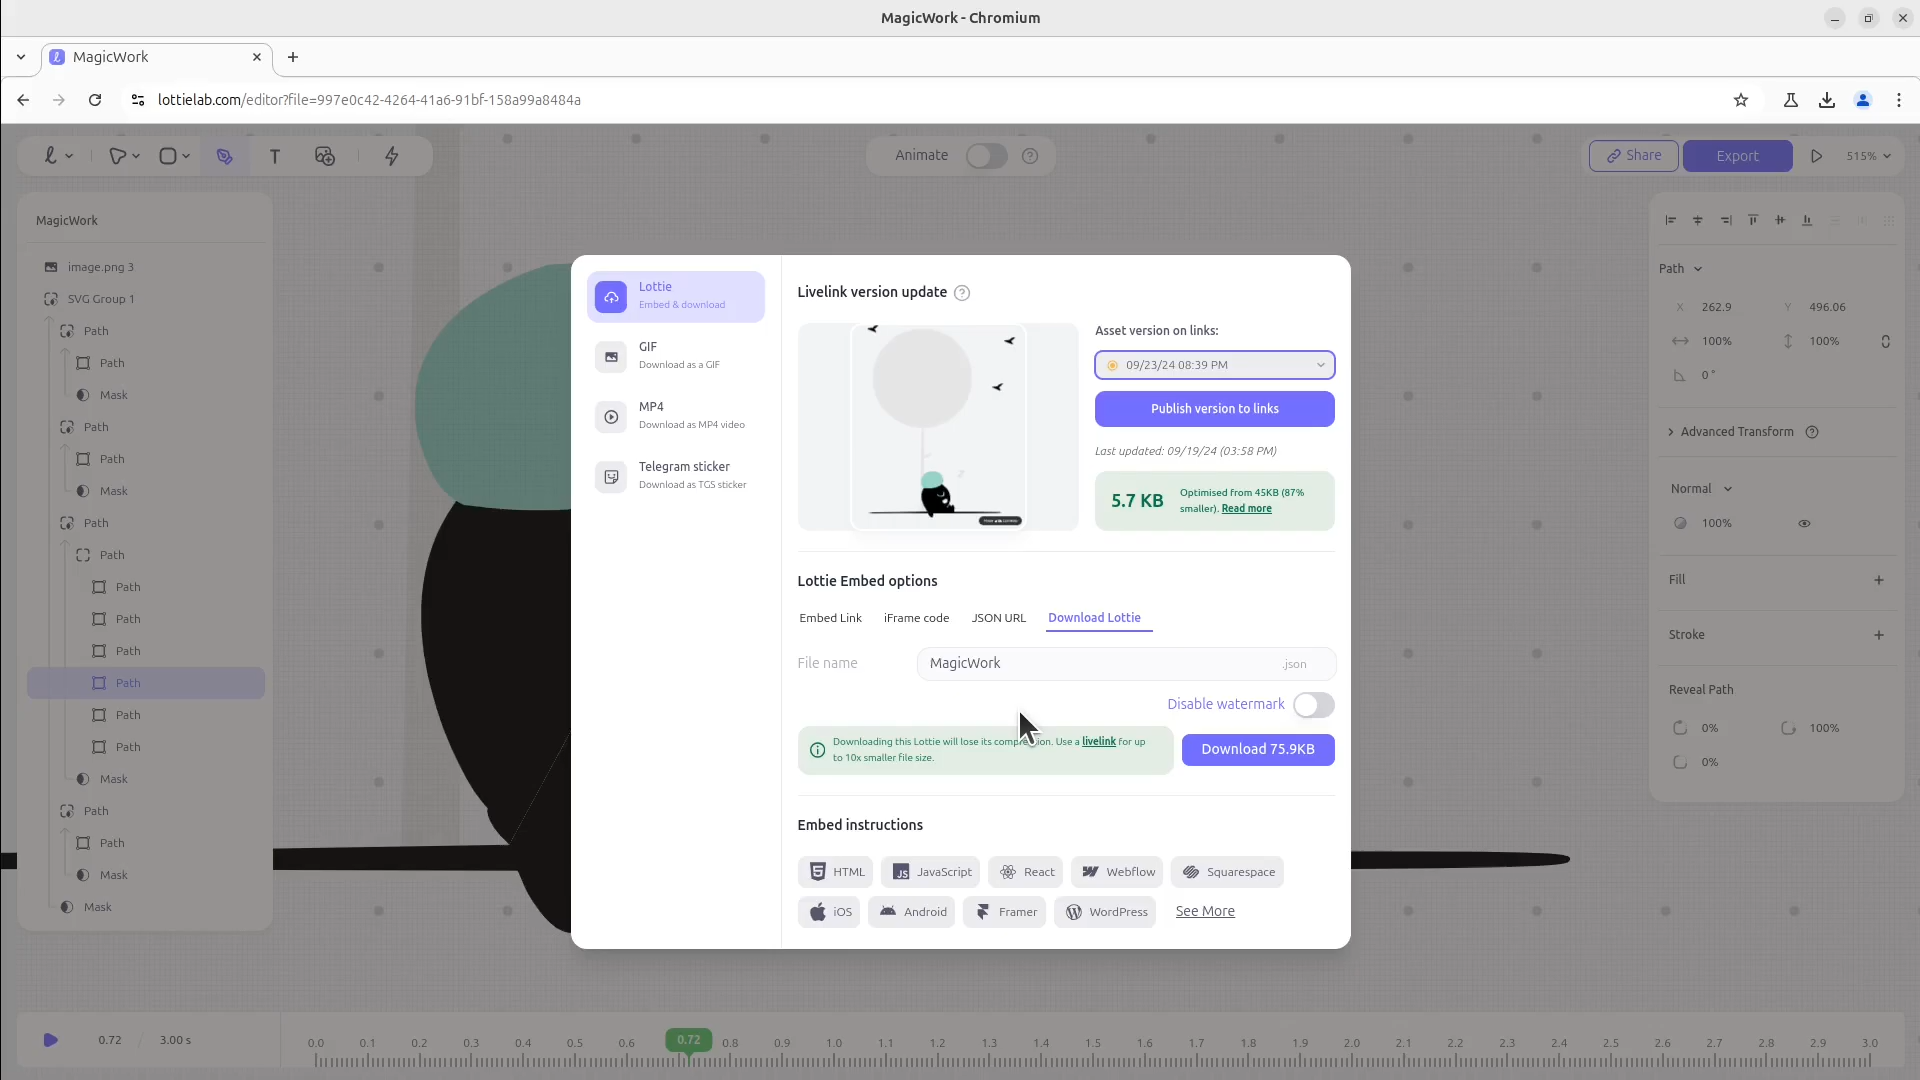 MagicWork - Chromium
MagicWork
lottielab.com/editor?file=997e0c42-4264-41a6-91bf-158a99a8484a
T
Animate
Share
Export
515%
MagicWork
image.png 3
SVG Group 1
Path
Path
Mask
Path
Path
Mask
Path
Path
Path
Path
Path
Path
Path
Path
Mask
Path
Path
Mask
Mask
Lottie
Embed & download
GIF
Download as a GIF
MP4
Download as MP4 video
Telegram sticker
Download as TGS sticker
Livelink version update
Asset version on links:
09/23/24 08:39 PM
Publish version to links
Last updated: 09/19/24 (03:58 PM)
5.7 KB
Optimised from 45KB (87%
smaller). Read more
Lottie Embed options
Embed Link iFrame code JSON URL Download Lottie
File name MagicWork .json
Disable watermark
Downloading this Lottie will lose its compression. Use a livelink for up
to 10x smaller file size.
Download 75.9KB
Embed instructions
HTML JavaScript React Webflow Squarespace
iOS Android Framer WordPress See More
Path
X 262.9 Y 496.06
100% 100%
0°
Advanced Transform
Normal
100%
Fill
Stroke
Reveal Path
0% 100%
0%
0.72 / 3.00 s
0.0 0.1 0.2 0.3 0.4 0.5 0.6 0.72 0.8 0.9 1.0 1.1 1.2 1.3 1.4 1.5 1.6 1.7 1.8 1.9 2.0 2.1 2.2 2.3 2.4 2.5 2.6 2.7 2.8 2.9 3.0